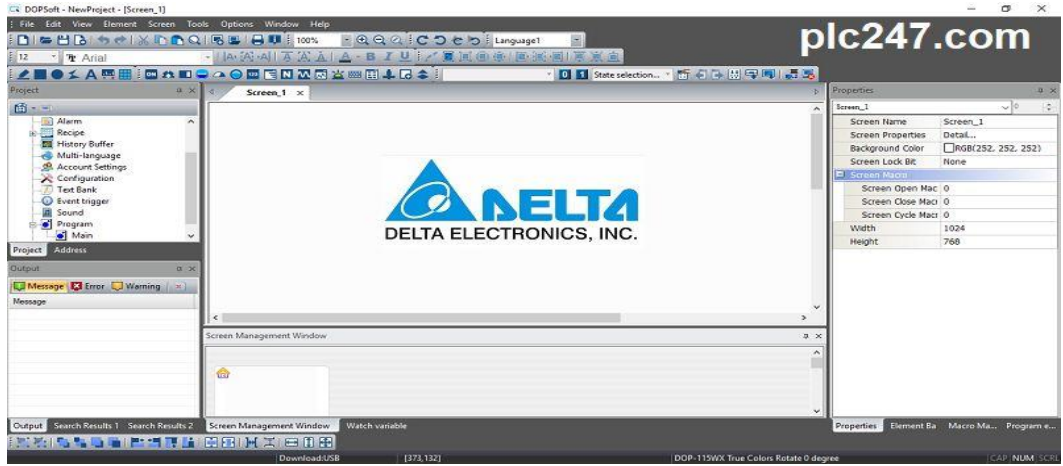 DOPSoft - NewProject - [Screen_1]
File Edit View Element Screen Tools Options Window Help
plc247.com
100%
Language1
12
Arial
A B I U
0 1 State selection...
Project
Screen_1
Alarm
Recipe
History Buffer
Multi-language
Account Settings
Configuration
Text Bank
Event trigger
Sound
Program
Main
Project Address
DELTA
DELTA ELECTRONICS, INC.
Properties
Screen_1
Screen Name Screen_1
Screen Properties Detail...
Background Color RGB(252, 252, 252)
Screen Lock Bit None
Screen Macro
Screen Open Mac 0
Screen Close Macr 0
Screen Cycle Macr 0
Width 1024
Height 768
Output
Message Error Warning
Message
Screen Management Window
Output Search Results 1 Search Results 2
Screen Management Window Watch variable
Properties Element Ba Macro Ma... Program e...
Download:USB [373,132] DOP-115WX True Colors Rotate 0 degree CAP NUM SCRL